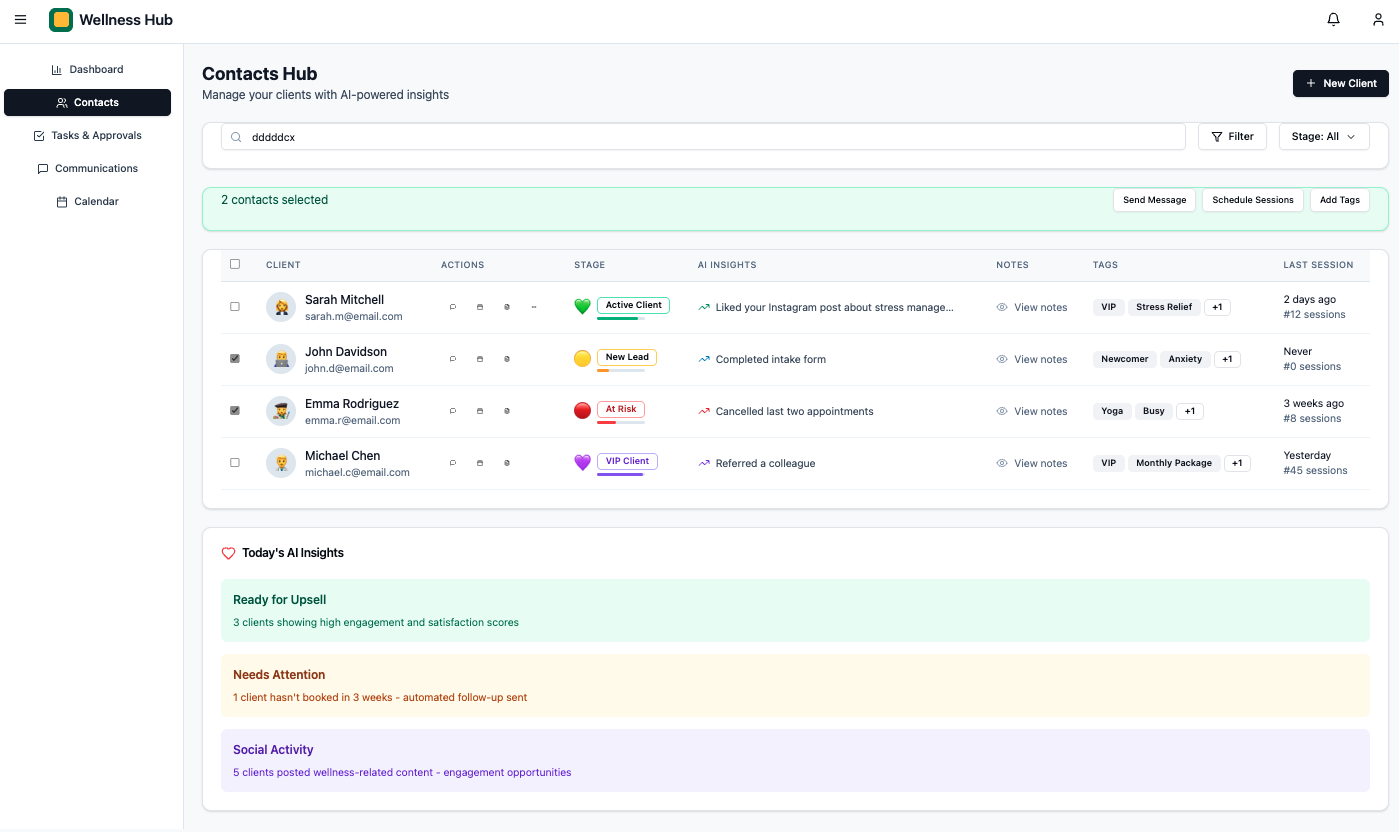 Wellness Hub
Dashboard
Contacts
Tasks & Approvals
Communications
Calendar
Contacts Hub
Manage your clients with AI-powered insights
New Client
dddddcx
Filter
Stage: All
2 contacts selected
Send Message
Schedule Sessions
Add Tags
CLIENT ACTIONS STAGE AI INSIGHTS NOTES TAGS LAST SESSION
Sarah Mitchell
sarah.m@email.com
Active Client
Liked your Instagram post about stress manage...
View notes
VIP Stress Relief +1
2 days ago
#12 sessions
John Davidson
john.d@email.com
New Lead
Completed intake form
View notes
Newcomer Anxiety +1
Never
#0 sessions
Emma Rodriguez
emma.r@email.com
At Risk
Cancelled last two appointments
View notes
Yoga Busy +1
3 weeks ago
#8 sessions
Michael Chen
michael.c@email.com
VIP Client
Referred a colleague
View notes
VIP Monthly Package +1
Yesterday
#45 sessions
Today's AI Insights
Ready for Upsell
3 clients showing high engagement and satisfaction scores
Needs Attention
1 client hasn't booked in 3 weeks - automated follow-up sent
Social Activity
5 clients posted wellness-related content - engagement opportunities